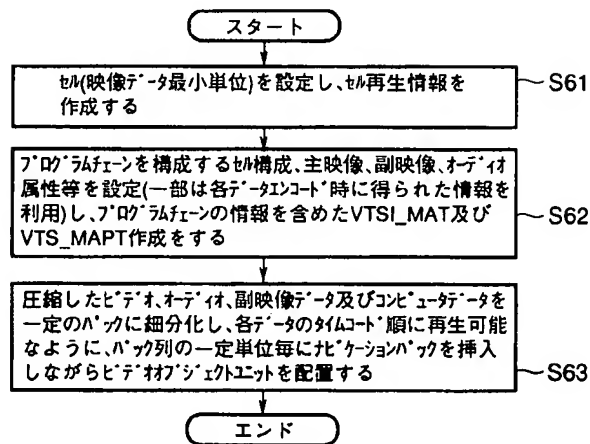 スタート
ｾﾙ(映像ﾃﾞｰﾀ最小単位)を設定し、ｾﾙ再生情報を
作成する
S61
ﾌﾟﾛｸﾞﾗﾑﾁｪｰﾝを構成するｾﾙ構成、主映像、副映像、ｵｰﾃﾞｨｵ
属性等を設定(一部は各ﾃﾞｰﾀｴﾝｺｰﾄﾞ時に得られた情報を
利用)し、ﾌﾟﾛｸﾞﾗﾑﾁｪｰﾝの情報を含めたVTSI_MAT及び
VTS_MAPT作成をする
S62
圧縮したﾋﾞﾃﾞｵ、ｵｰﾃﾞｨｵ、副映像ﾃﾞｰﾀ及びｺﾝﾋﾟｭｰﾀﾃﾞｰﾀを
一定のﾊﾟｯｸに細分化し、各ﾃﾞｰﾀのﾀｲﾑｺｰﾄﾞ順に再生可能
なように、ﾊﾟｯｸ列の一定単位毎にﾅﾋﾞｹﾞｰｼｮﾝﾊﾟｯｸを挿入
しながらﾋﾞﾃﾞｵｵﾌﾞｼﾞｪｸﾄﾕﾆｯﾄを配置する
S63
エンド